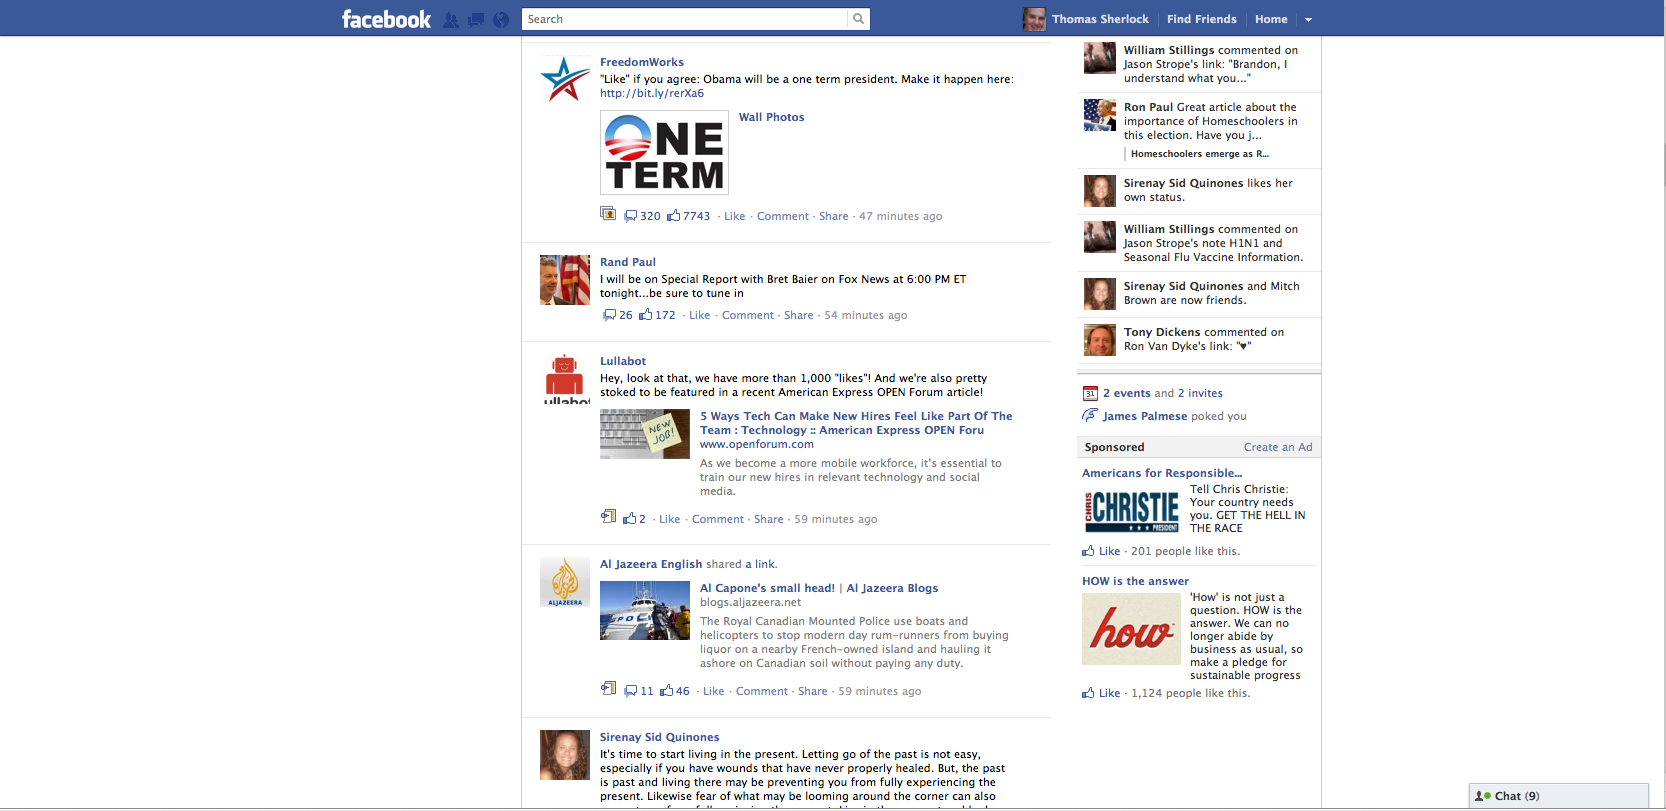 facebook
Search
Thomas Sherlock
Find Friends
Home
FreedomWorks
"Like" if you agree: Obama will be a one term president. Make it happen here:
http://bit.ly/rerXa6
ONE
TERM
Wall Photos
320 7743 · Like · Comment · Share · 47 minutes ago
Rand Paul
I will be on Special Report with Bret Baier on Fox News at 6:00 PM ET
tonight...be sure to tune in
26 172 · Like · Comment · Share · 54 minutes ago
Lullabot
Hey, look at that, we have more than 1,000 "likes"! And we're also pretty
stoked to be featured in a recent American Express OPEN Forum article!
ullabot
NEW
JOB!
5 Ways Tech Can Make New Hires Feel Like Part Of The
Team : Technology :: American Express OPEN Foru
www.openforum.com
As we become a more mobile workforce, it's essential to
train our new hires in relevant technology and social
media.
2 · Like · Comment · Share · 59 minutes ago
Al Jazeera English shared a link.
ALJAZEERA
Al Capone's small head! | Al Jazeera Blogs
blogs.aljazeera.net
The Royal Canadian Mounted Police use boats and
helicopters to stop modern day rum-runners from buying
liquor on a nearby French-owned island and hauling it
ashore on Canadian soil without paying any duty.
11 46 · Like · Comment · Share · 59 minutes ago
Sirenay Sid Quinones
It's time to start living in the present. Letting go of the past is not easy,
especially if you have wounds that have never properly healed. But, the past
is past and living there may be preventing you from fully experiencing the
present. Likewise fear of what may be looming around the corner can also
William Stillings commented on
Jason Strope's link: "Brandon, I
understand what you..."
Ron Paul Great article about the
importance of Homeschoolers in
this election. Have you j...
Homeschoolers emerge as R...
Sirenay Sid Quinones likes her
own status.
William Stillings commented on
Jason Strope's note H1N1 and
Seasonal Flu Vaccine Information.
Sirenay Sid Quinones and Mitch
Brown are now friends.
Tony Dickens commented on
Ron Van Dyke's link: "♥"
31
2 events and 2 invites
James Palmese poked you
Sponsored
Create an Ad
Americans for Responsible...
CHRIS
CHRISTIE
PRESIDENT
Tell Chris Christie:
Your country needs
you. GET THE HELL IN
THE RACE
Like · 201 people like this.
HOW is the answer
how
'How' is not just a
question. HOW is the
answer. We can no
longer abide by
business as usual, so
make a pledge for
sustainable progress
Like · 1,124 people like this.
Chat (9)